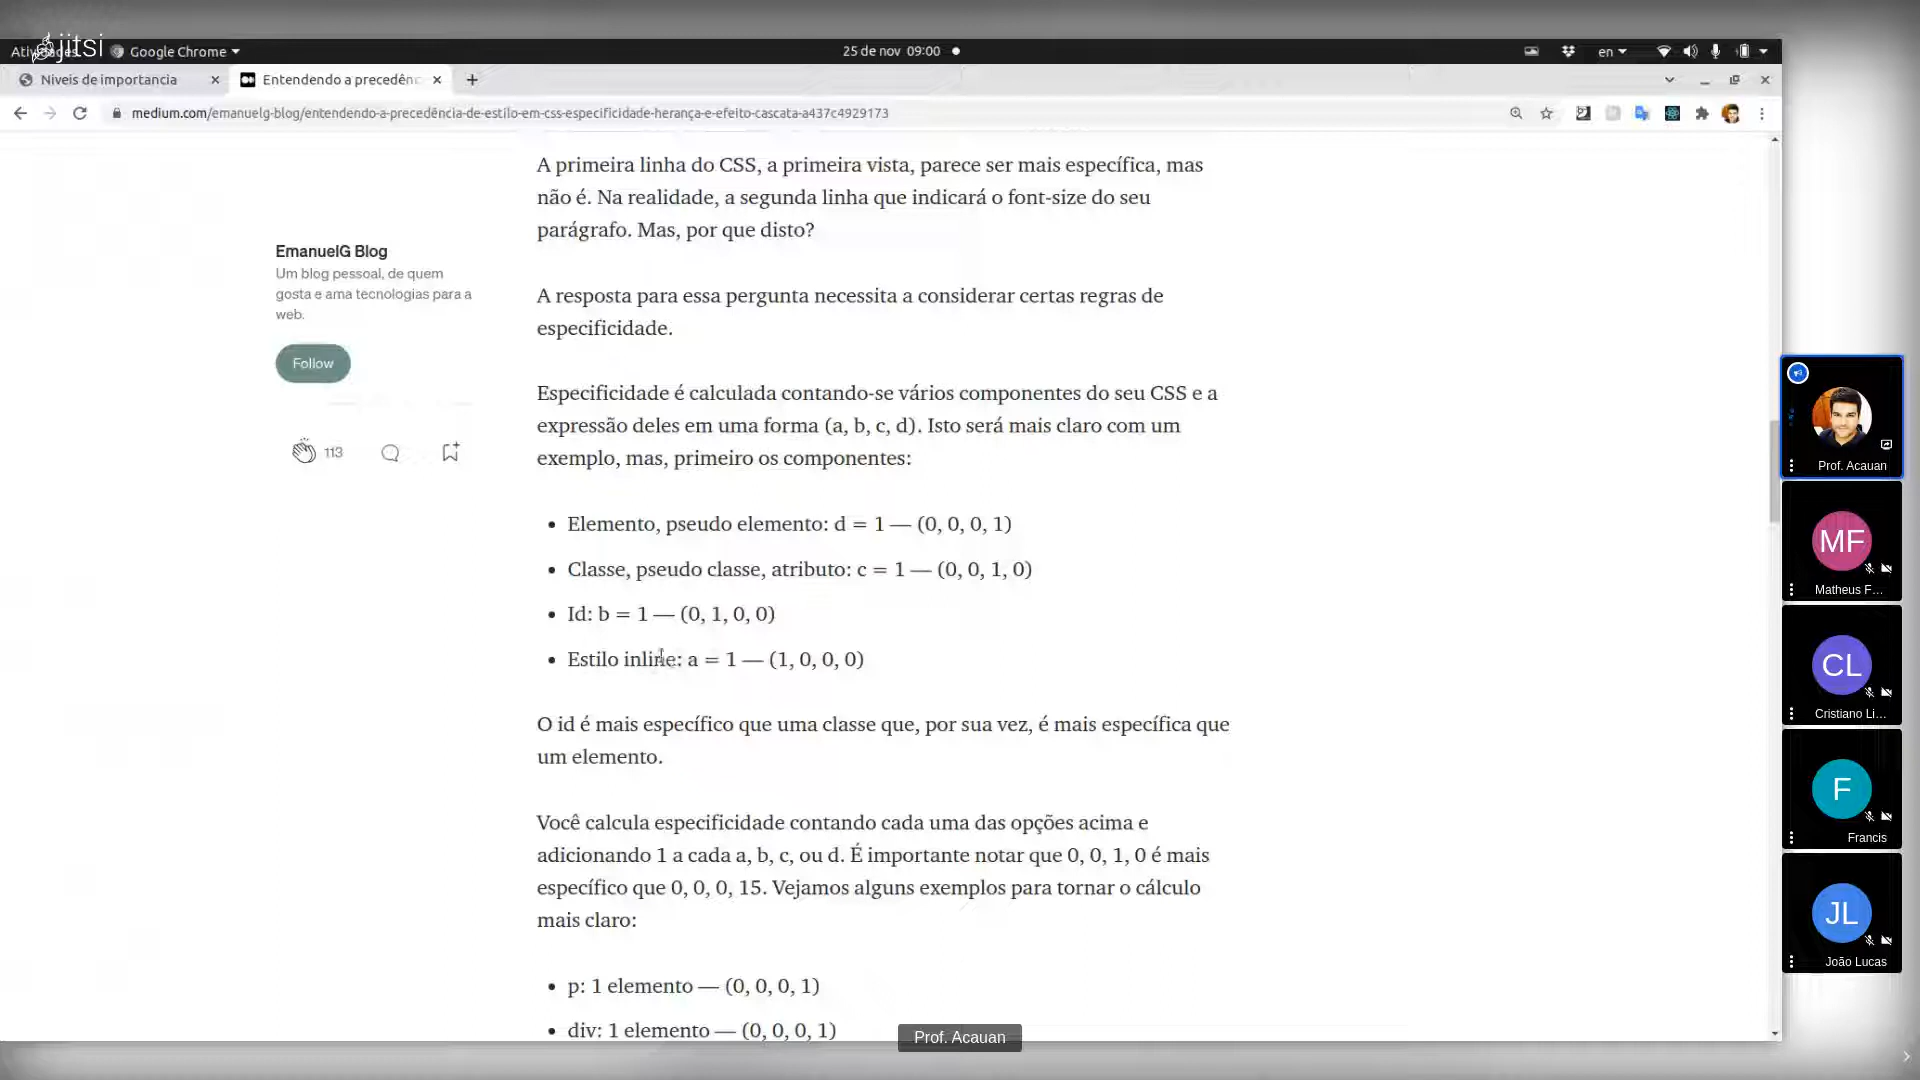 jitsi
Google Chrome
25 de nov 09:00
en
Niveis de importancia
Entendendo a precedênc
medium.com/emanuelg-blog/entendendo-a-precedência-de-estilo-em-css-especificidade-herança-e-efeito-cascata-a437c4929173
A primeira linha do CSS, a primeira vista, parece ser mais específica, mas
não é. Na realidade, a segunda linha que indicará o font-size do seu
parágrafo. Mas, por que disto?
EmanuelG Blog
Um blog pessoal, de quem
gosta e ama tecnologias para a
web.
Follow
113
A resposta para essa pergunta necessita a considerar certas regras de
especificidade.
Especificidade é calculada contando-se vários componentes do seu CSS e a
expressão deles em uma forma (a, b, c, d). Isto será mais claro com um
exemplo, mas, primeiro os componentes:
• Elemento, pseudo elemento: d = 1 — (0, 0, 0, 1)
• Classe, pseudo classe, atributo: c = 1 — (0, 0, 1, 0)
• Id: b = 1 — (0, 1, 0, 0)
• Estilo inline: a = 1 — (1, 0, 0, 0)
O id é mais específico que uma classe que, por sua vez, é mais específica que
um elemento.
Você calcula especificidade contando cada uma das opções acima e
adicionando 1 a cada a, b, c, ou d. É importante notar que 0, 0, 1, 0 é mais
específico que 0, 0, 0, 15. Vejamos alguns exemplos para tornar o cálculo
mais claro:
• p: 1 elemento — (0, 0, 0, 1)
• div: 1 elemento — (0, 0, 0, 1)
Prof. Acauan
Prof. Acauan
MF
Matheus F...
CL
Cristiano Li...
F
Francis
JL
João Lucas